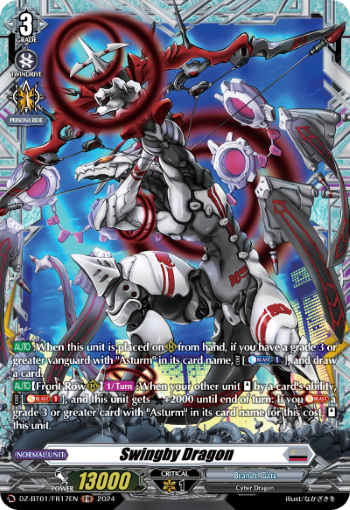 3
GRADE
TWINDRIVE
PERSONA RIDE
AUTO :When this unit is placed on from hand, if you have a grade 3 or
greater vanguard with "Asturm" in its card name, BLAST 1 , and draw
a card.
AUTO [Front Row ] 1/Turn :When your other unit by a card's ability,
[ BLAST 1 ], and this unit gets +2000 until end of turn. If you BLAST
grade 3 or greater card with "Asturm" in its card name for this cost,
this unit.
NORMAL UNIT
Swingby Dragon
POWER 13000
CRITICAL
1
Brandt Gate
Cyber Dragon
DZ-BT01/FR17EN FR 2024
illust/なかざき冬